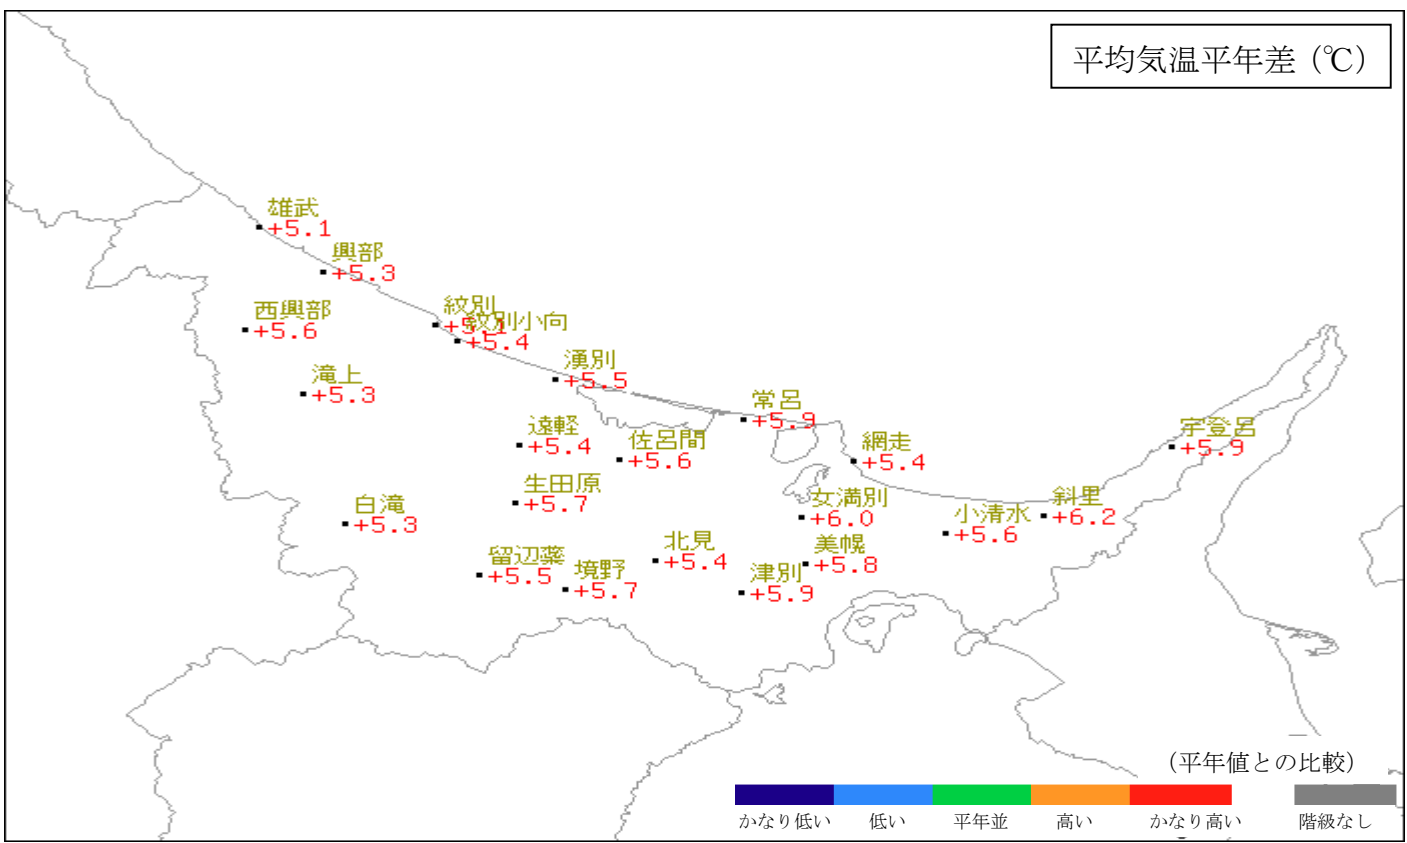 平均気温平年差（℃）
雄武
+5.1
興部
+5.3
西興部
+5.6
紋別
+5.1
紋別小向
+5.4
湧別
+5.5
滝上
+5.3
常呂
+5.9
遠軽
+5.4
佐呂間
+5.6
網走
+5.4
宇登呂
+5.9
生田原
+5.7
白滝
+5.3
女満別
+6.0
小清水
+5.6
斜里
+6.2
留辺蘂
+5.5
境野
+5.7
北見
+5.4
美幌
+5.8
津別
+5.9
（平年値との比較）
かなり低い 低い 平年並 高い かなり高い 階級なし